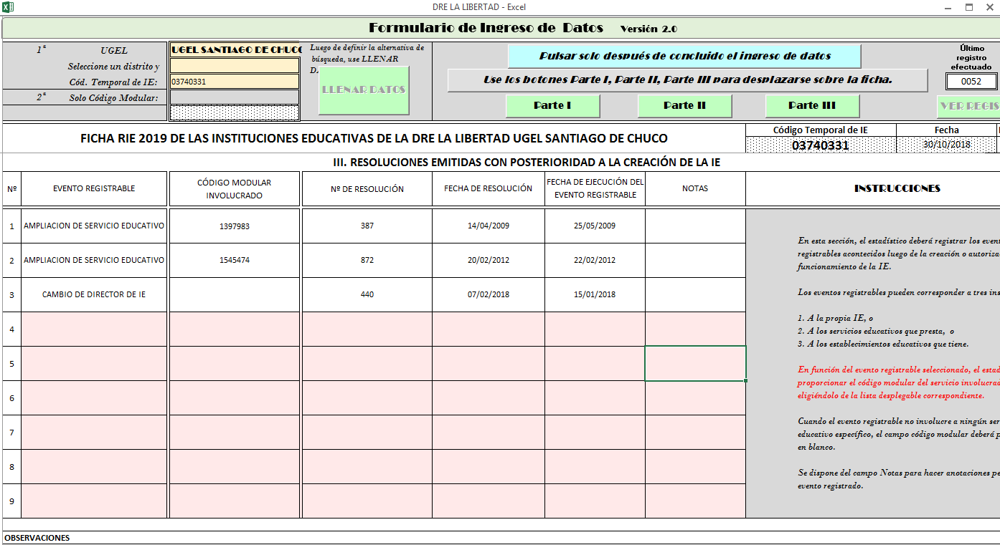 DRE LA LIBERTAD - Excel
Formulario de Ingreso de Datos Versión 2.0
1ª UGEL
Seleccione un distrito y
Cód. Temporal de IE:
2ª Solo Código Modular:
UGEL SANTIAGO DE CHUCO
03740331
Luego de definir la alternativa de
búsqueda, use LLENAR
LLENAR DATOS
Pulsar solo después de concluido el ingreso de datos
Use los botones Parte I, Parte II, Parte III para desplazarse sobre la ficha.
Parte I
Parte II
Parte III
Último
registro
efectuado
0052
VER REGIS
FICHA RIE 2019 DE LAS INSTITUCIONES EDUCATIVAS DE LA DRE LA LIBERTAD UGEL SANTIAGO DE CHUCO
Código Temporal de IE
03740331
Fecha
30/10/2018
III. RESOLUCIONES EMITIDAS CON POSTERIORIDAD A LA CREACIÓN DE LA IE
Nº
EVENTO REGISTRABLE
CÓDIGO MODULAR
INVOLUCRADO
Nº DE RESOLUCIÓN
FECHA DE RESOLUCIÓN
FECHA DE EJECUCIÓN DEL
EVENTO REGISTRABLE
NOTAS
INSTRUCCIONES
1 AMPLIACION DE SERVICIO EDUCATIVO 1397983 387 14/04/2009 25/05/2009
2 AMPLIACION DE SERVICIO EDUCATIVO 1545474 872 20/02/2012 22/02/2012
3 CAMBIO DE DIRECTOR DE IE 440 07/02/2018 15/01/2018
4
5
6
7
8
9
En esta sección, el estadístico deberá registrar los even
registrables acontecidos luego de la creación o autoriza
funcionamiento de la IE.
Los eventos registrables pueden corresponder a tres ins
1. A la propia IE, o
2. A los servicios educativos que presta, o
3. A los establecimientos educativos que tiene.
En función del evento registrable seleccionado, el estad
proporcionar el código modular del servicio involucrad
eligiéndolo de la lista desplegable correspondiente.
Cuando el evento registrable no involucre a ningún ser
educativo específico, el campo código modular deberá p
en blanco.
Se dispone del campo Notas para hacer anotaciones pe
evento registrado.
OBSERVACIONES